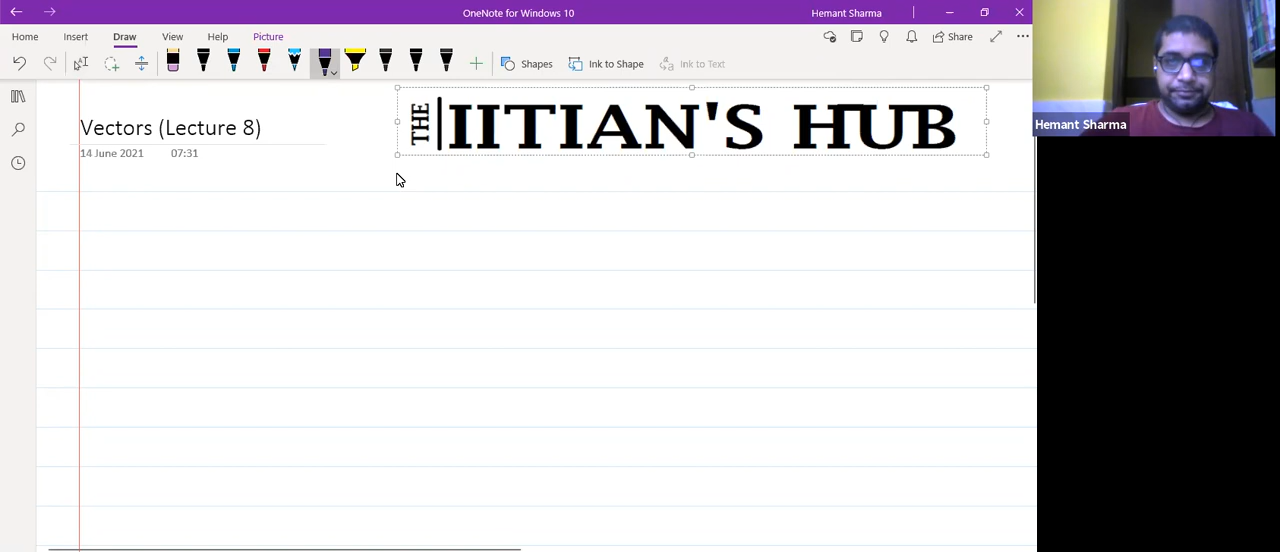 OneNote for Windows 10
Hemant Sharma
Home
Insert
Draw
View
Help
Picture
Share
Shapes
Ink to Shape
Ink to Text
THE IITIAN'S HUB
Vectors (Lecture 8)
14 June 2021
07:31
Hemant Sharma